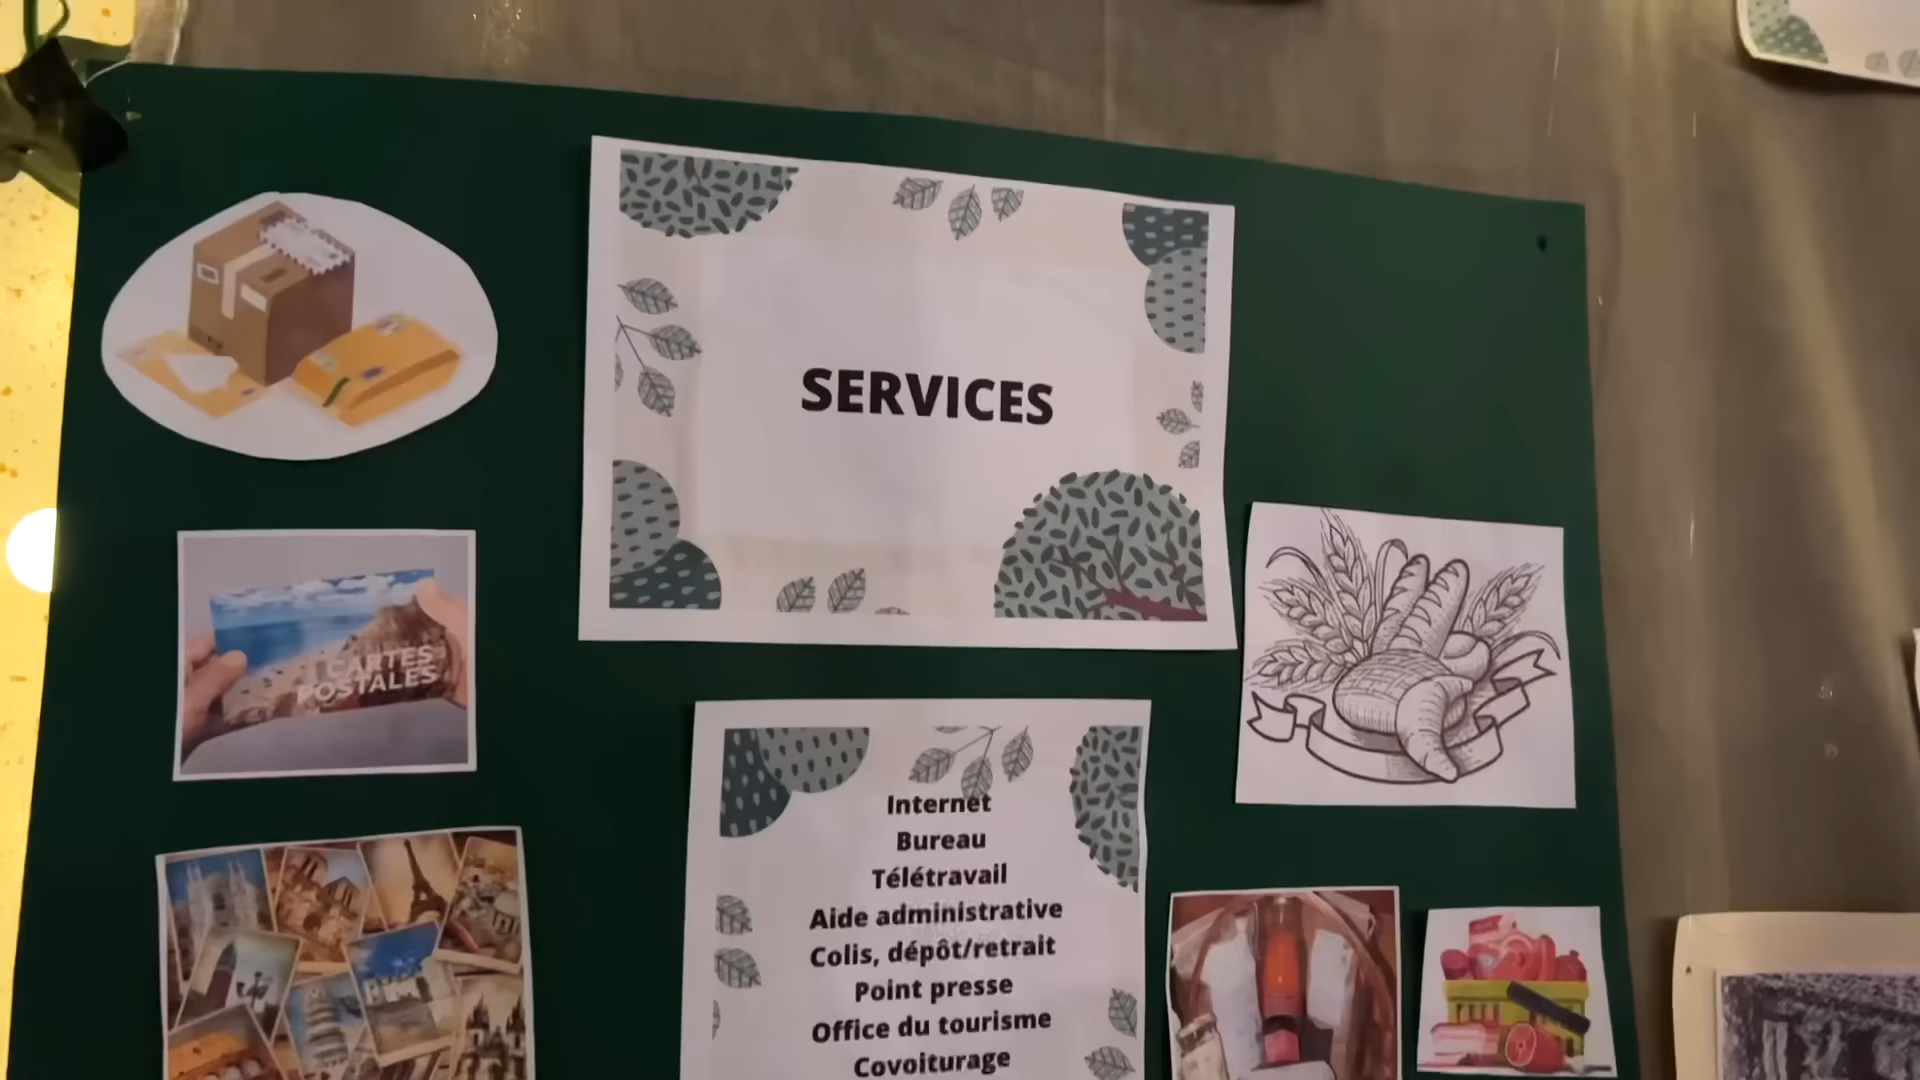 SERVICES
CARTES
POSTALES
Internet
Bureau
Télétravail
Aide administrative
Colis, dépôt/retrait
Point presse
Office du tourisme
Covoiturage